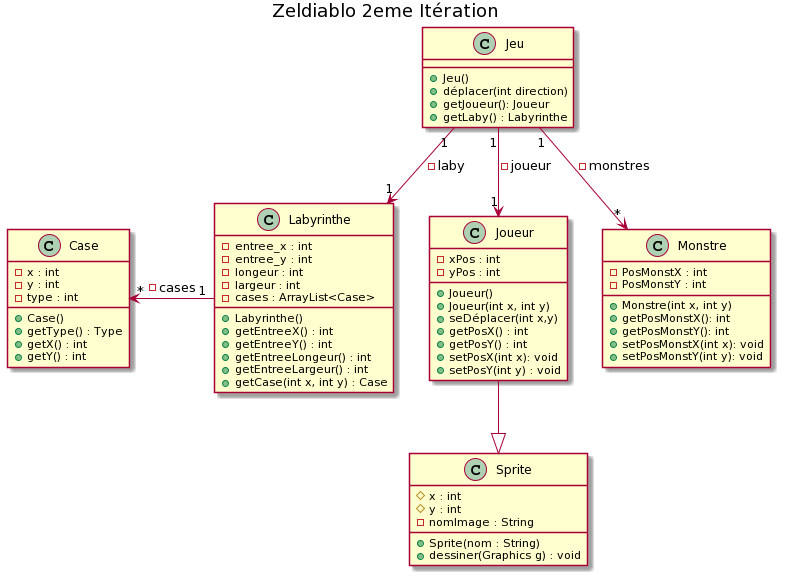 Zeldiablo 2eme Itération
C Jeu
Jeu()
déplacer(int direction)
getJoueur(): Joueur
getLaby() : Labyrinthe
1 1 1
laby
joueur
monstres
1 1 *
C Case
x : int
y : int
type : int
Case()
getType() : Type
getX() : int
getY() : int
* cases 1
C Labyrinthe
entree_x : int
entree_y : int
longeur : int
largeur : int
cases : ArrayList<Case>
Labyrinthe()
getEntreeX() : int
getEntreeY() : int
getEntreeLongeur() : int
getEntreeLargeur() : int
getCase(int x, int y) : Case
C Joueur
xPos : int
yPos : int
Joueur()
Joueur(int x, int y)
seDéplacer(int x,y)
getPosX() : int
getPosY() : int
setPosX(int x): void
setPosY(int y) : void
C Monstre
PosMonstX : int
PosMonstY : int
Monstre(int x, int y)
getPosMonstX(): int
getPosMonstY(): int
setPosMonstX(int x): void
setPosMonstY(int y): void
C Sprite
x : int
y : int
nomImage : String
Sprite(nom : String)
dessiner(Graphics g) : void